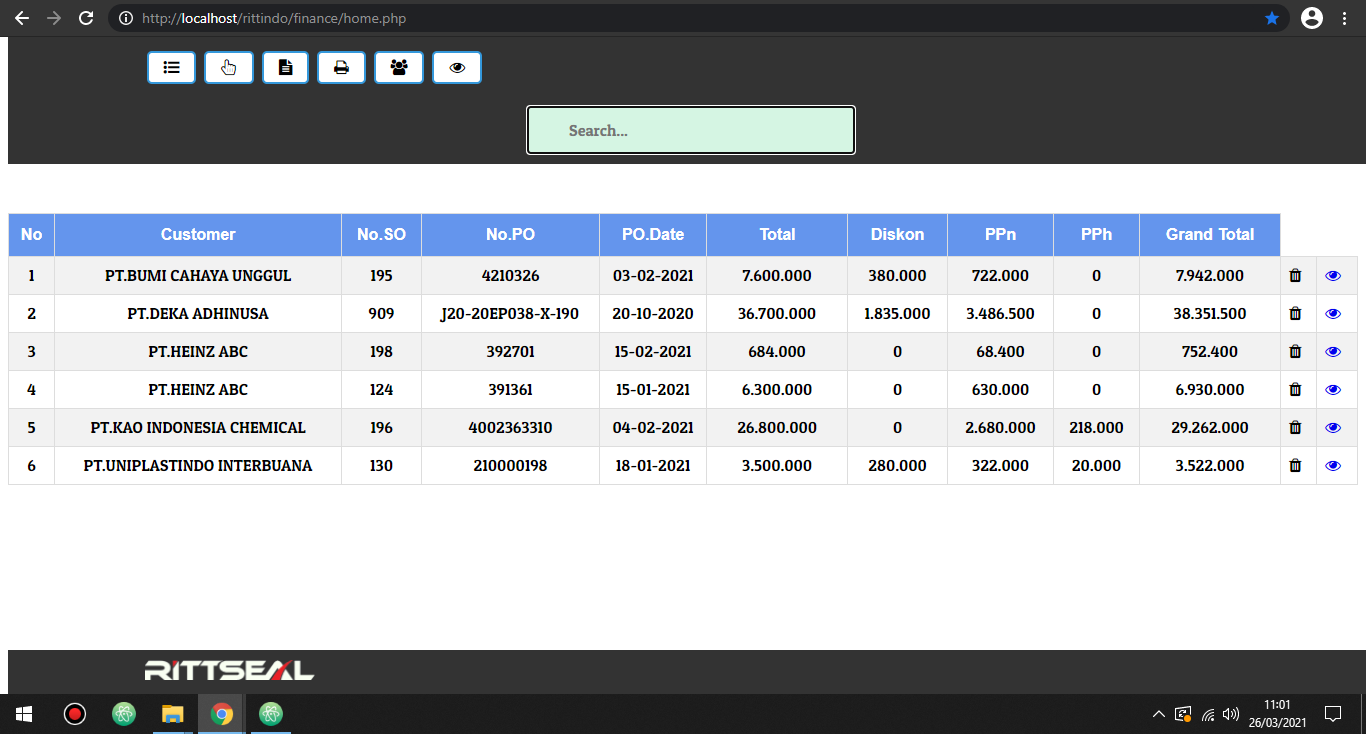 http://localhost/rittindo/finance/home.php
Search...
No Customer No.SO No.PO PO.Date Total Diskon PPn PPh Grand Total
1 PT.BUMI CAHAYA UNGGUL 195 4210326 03-02-2021 7.600.000 380.000 722.000 0 7.942.000
2 PT.DEKA ADHINUSA 909 J20-20EP038-X-190 20-10-2020 36.700.000 1.835.000 3.486.500 0 38.351.500
3 PT.HEINZ ABC 198 392701 15-02-2021 684.000 0 68.400 0 752.400
4 PT.HEINZ ABC 124 391361 15-01-2021 6.300.000 0 630.000 0 6.930.000
5 PT.KAO INDONESIA CHEMICAL 196 4002363310 04-02-2021 26.800.000 0 2.680.000 218.000 29.262.000
6 PT.UNIPLASTINDO INTERBUANA 130 210000198 18-01-2021 3.500.000 280.000 322.000 20.000 3.522.000
RITTSEAL
11:01
26/03/2021